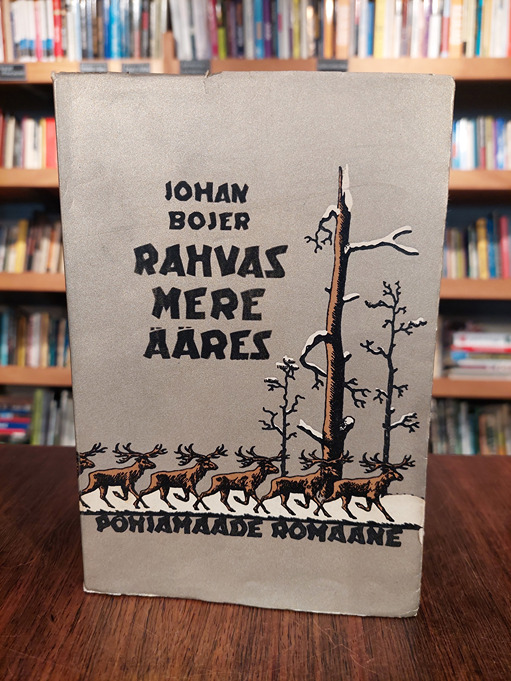 JOHAN
BOJER
RAHVAS
MERE
ÄÄRES
PÕHJAMAADE ROMAANE